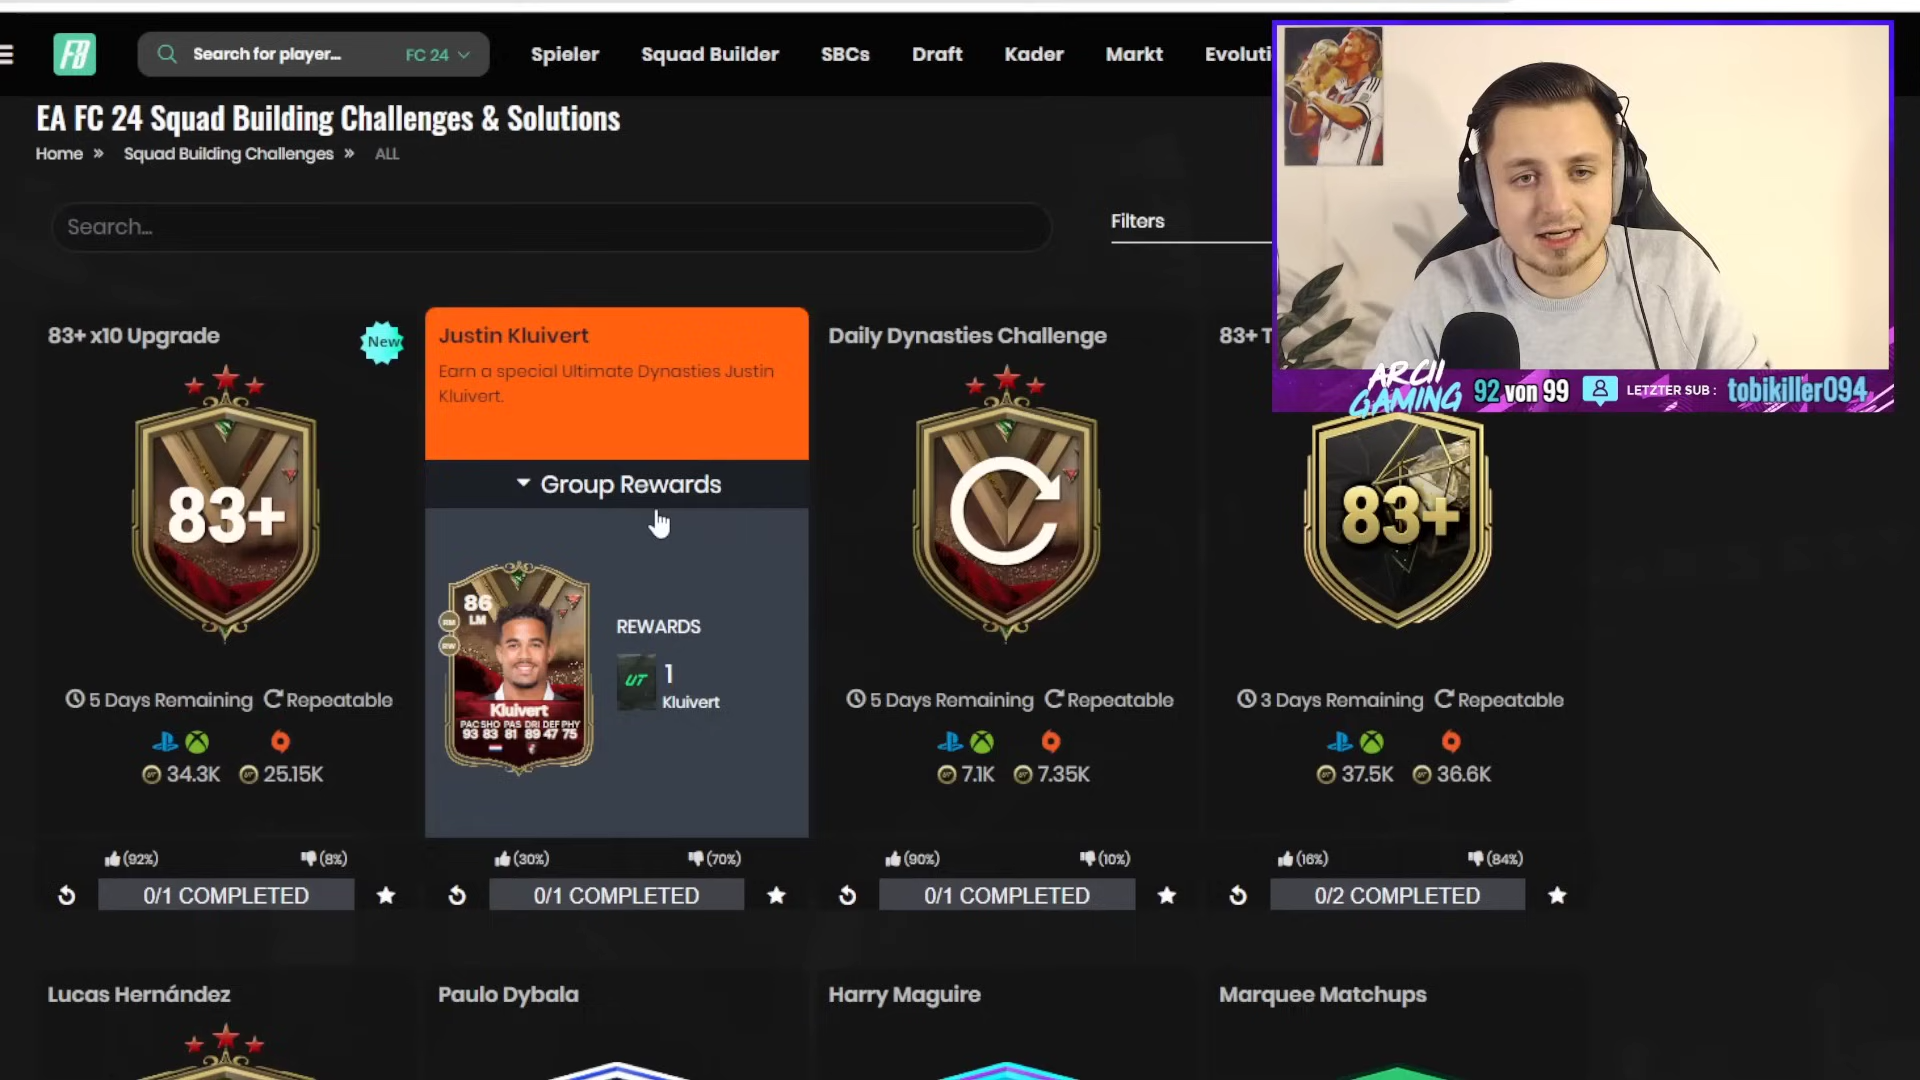 FB
Search for player...
FC 24
Spieler
Squad Builder
SBCs
Draft
Kader
Markt
Evoluti
EA FC 24 Squad Building Challenges & Solutions
Home » Squad Building Challenges » ALL
Search...
Filters
83+ x10 Upgrade
New
83+
5 Days Remaining Repeatable
34.3K 25.15K
(92%) (8%)
0/1 COMPLETED
Justin Kluivert
Earn a special Ultimate Dynasties Justin
Kluivert.
Group Rewards
86
LM
RM
RW
Kluivert
PAC SHO PAS DRI DEF PHY
93 83 81 89 47 75
REWARDS
UT
1
Kluivert
(30%) (70%)
0/1 COMPLETED
Daily Dynasties Challenge
5 Days Remaining Repeatable
7.1K 7.35K
(90%) (10%)
0/1 COMPLETED
83+ T
83+
3 Days Remaining Repeatable
37.5K 36.6K
(16%) (84%)
0/2 COMPLETED
ARCII
GAMING
92 von 99
LETZTER SUB :
tobikiller094
Lucas Hernández
Paulo Dybala
Harry Maguire
Marquee Matchups